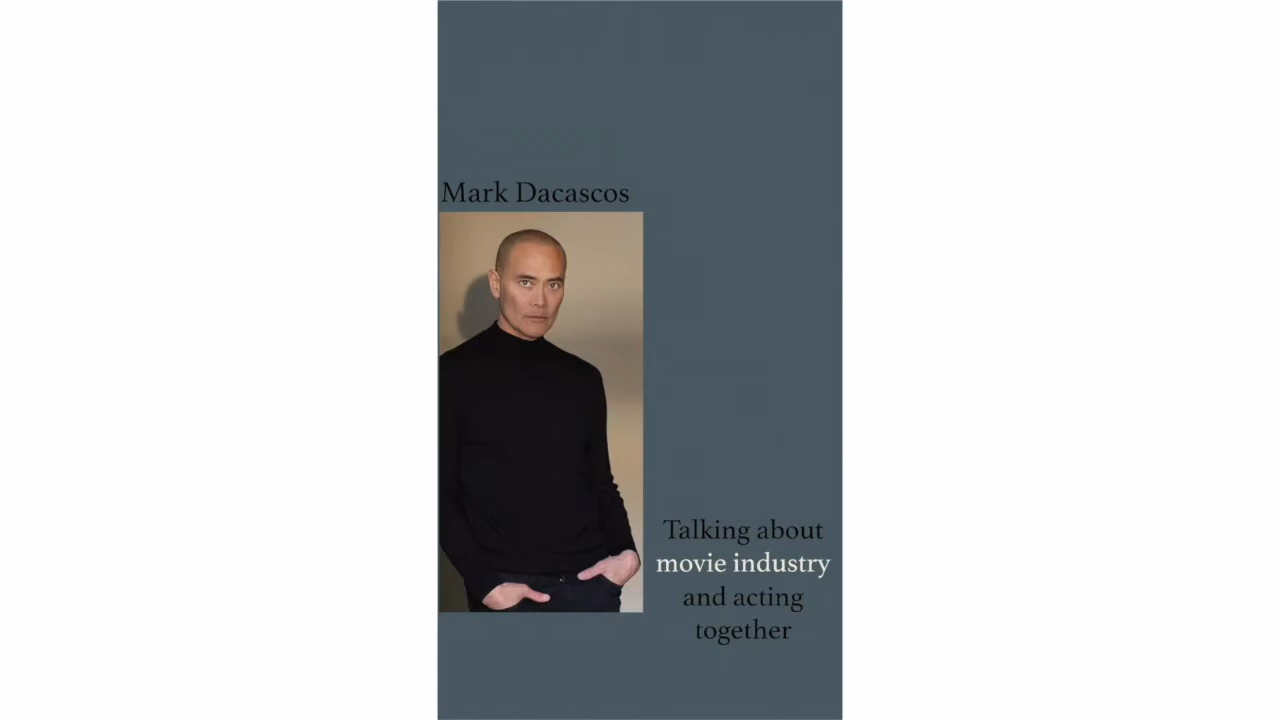 Mark Dacascos
Talking about
movie industry
and acting
together